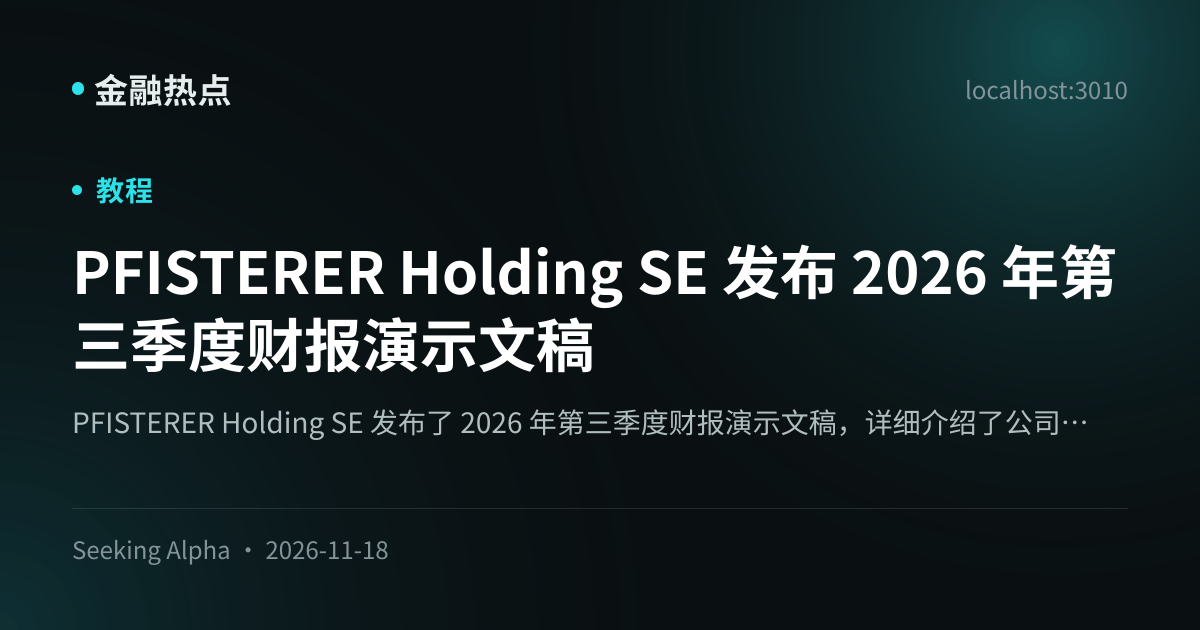 金融热点
localhost:3010
教程
PFISTERER Holding SE 发布 2026 年第
三季度财报演示文稿
PFISTERER Holding SE 发布了 2026 年第三季度财报演示文稿，详细介绍了公司…
Seeking Alpha · 2026-11-18